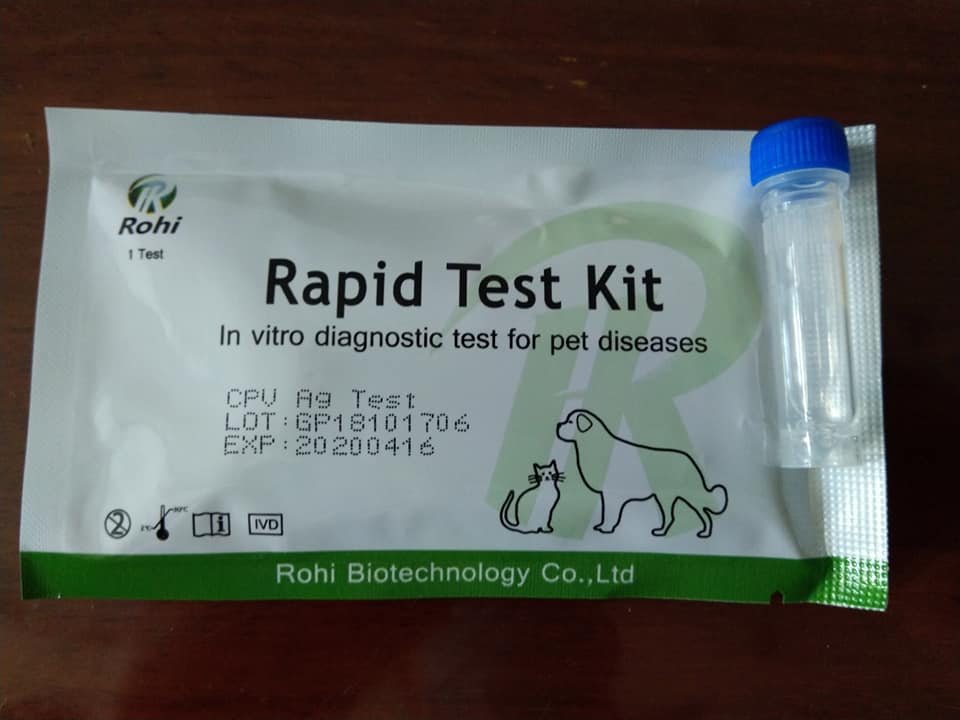 Rohi
1 Test
Rapid Test Kit
In vitro diagnostic test for pet diseases
CPV Ag Test
LOT:GP18101706
EXP:20200416
IVD
Rohi Biotechnology Co.,Ltd